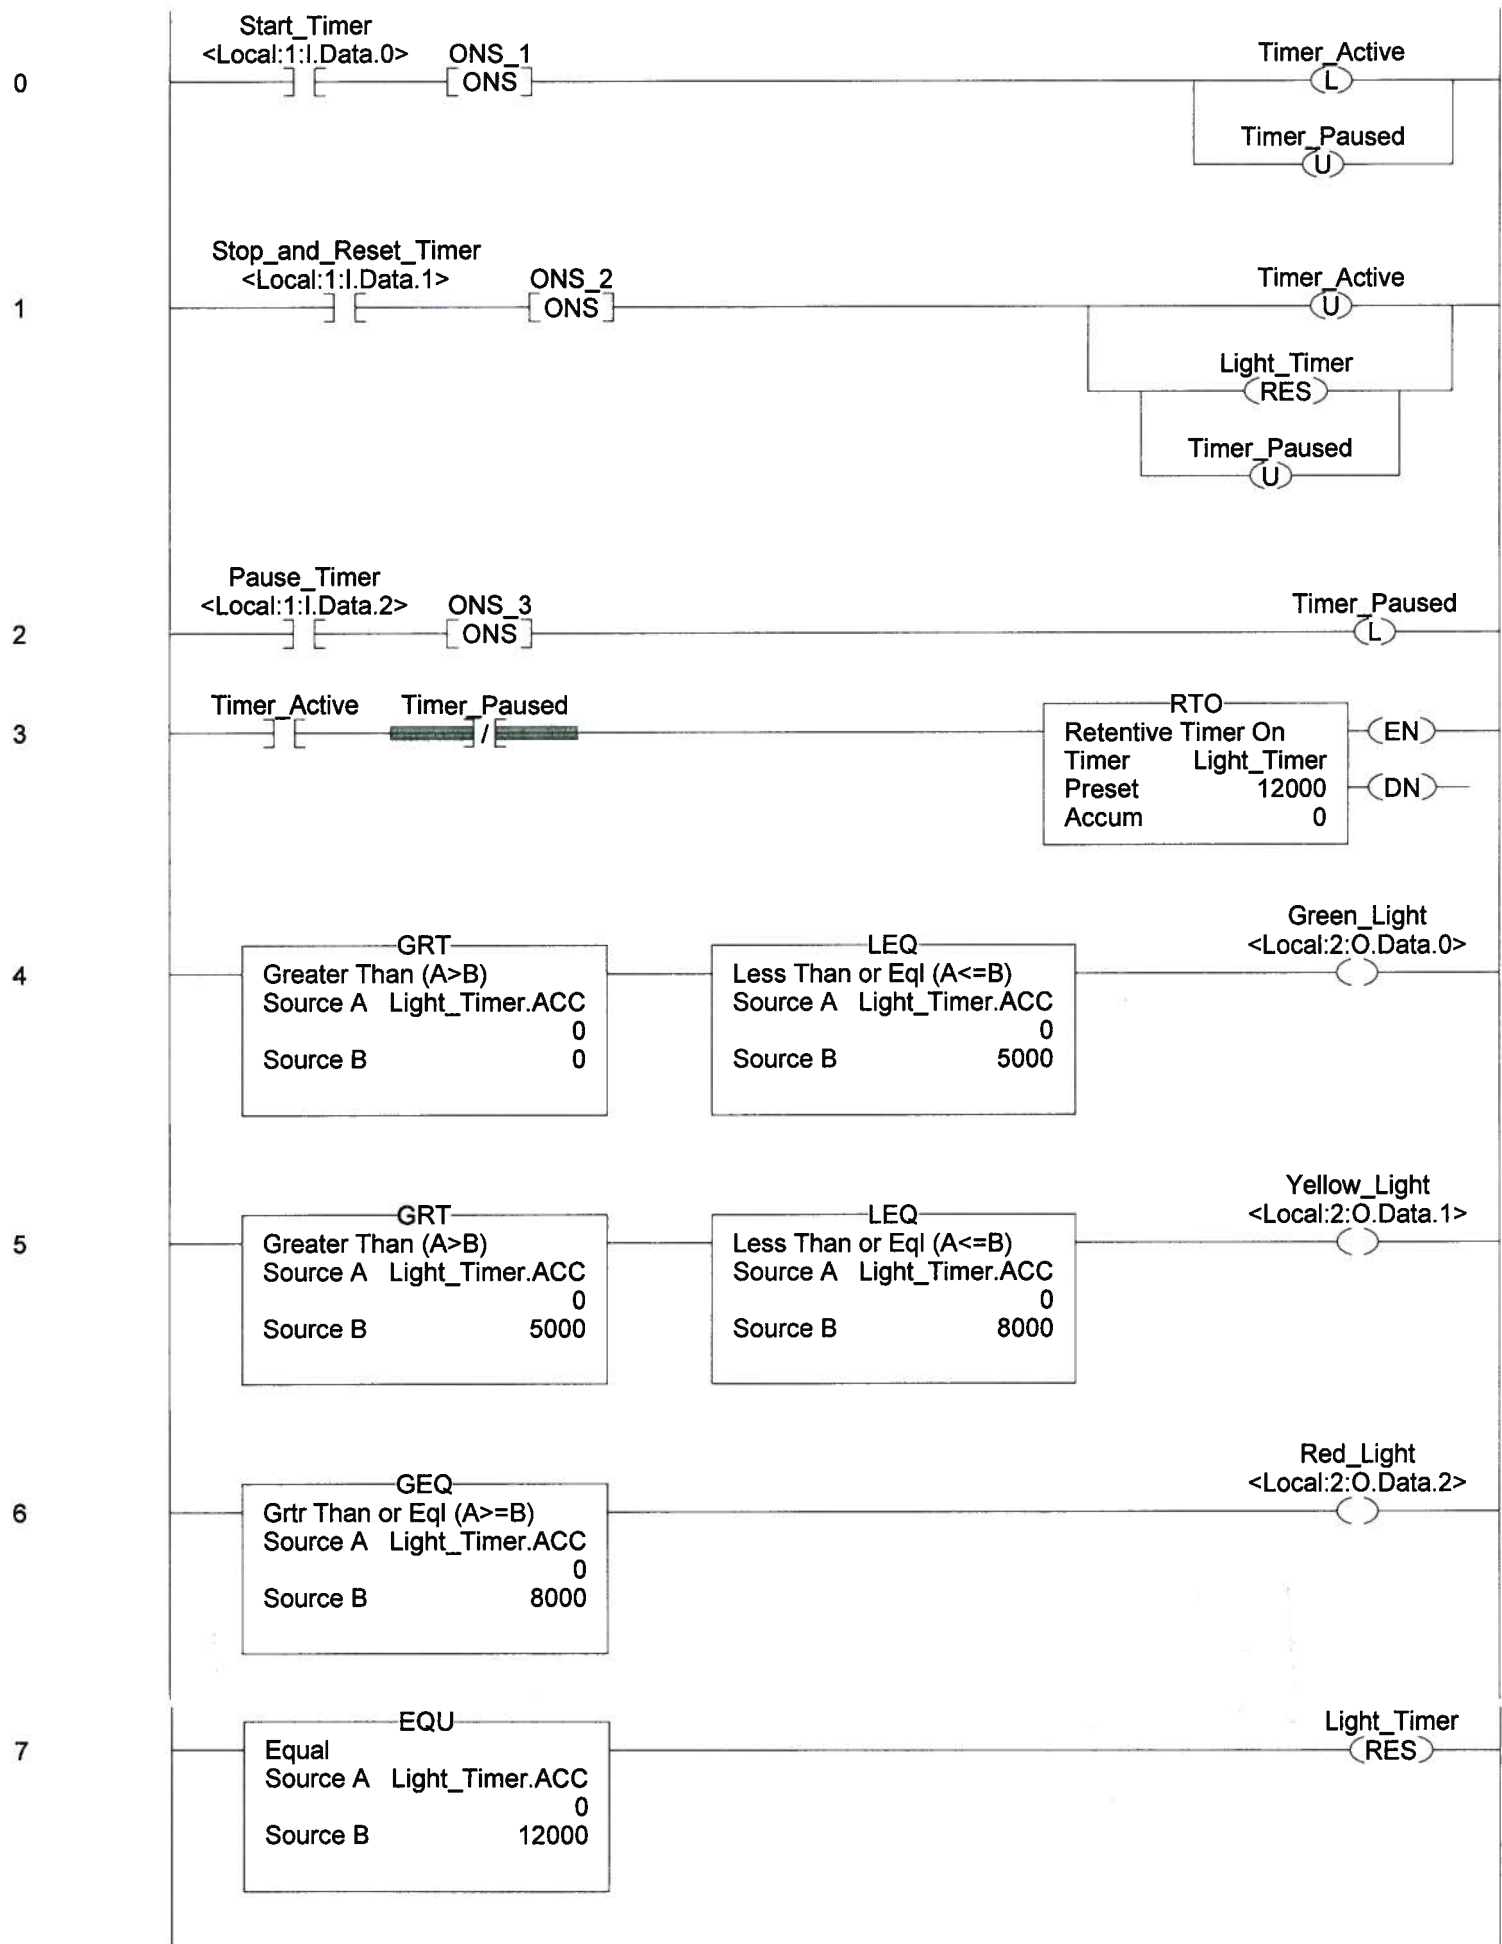 Start_Timer
<Local:1:I.Data.0>
ONS_1
Timer_Active
0
ONS
L
Timer_Paused
U
Stop_and_Reset_Timer
<Local:1:I.Data.1>
ONS_2
Timer_Active
1
ONS
U
Light_Timer
RES
Timer_Paused
U
Pause_Timer
<Local:1:I.Data.2>
ONS_3
Timer_Paused
2
ONS
L
Timer_Active
Timer_Paused
3
/
RTO
Retentive Timer On
Timer Light_Timer
Preset 12000
Accum 0
EN
DN
4
GRT
Greater Than (A>B)
Source A Light_Timer.ACC
0
Source B 0
LEQ
Less Than or Eql (A<=B)
Source A Light_Timer.ACC
0
Source B 5000
Green_Light
<Local:2:O.Data.0>
5
GRT
Greater Than (A>B)
Source A Light_Timer.ACC
0
Source B 5000
LEQ
Less Than or Eql (A<=B)
Source A Light_Timer.ACC
0
Source B 8000
Yellow_Light
<Local:2:O.Data.1>
6
GEQ
Grtr Than or Eql (A>=B)
Source A Light_Timer.ACC
0
Source B 8000
Red_Light
<Local:2:O.Data.2>
7
EQU
Equal
Source A Light_Timer.ACC
0
Source B 12000
Light_Timer
RES